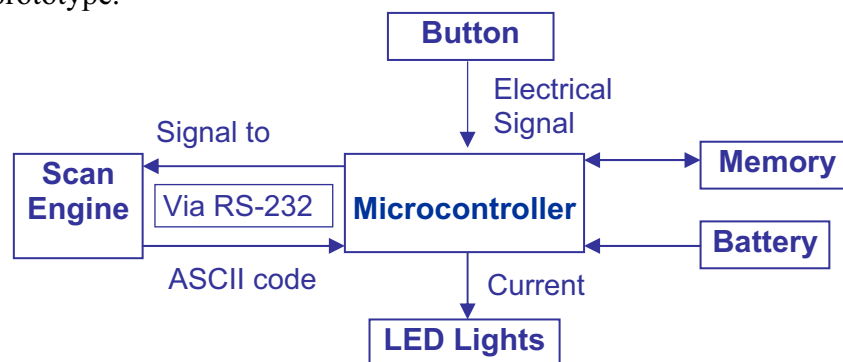 prototype.
Button
Electrical
Signal
Signal to
Scan
Engine
Via RS-232
Microcontroller
Memory
Battery
ASCII code
Current
LED Lights